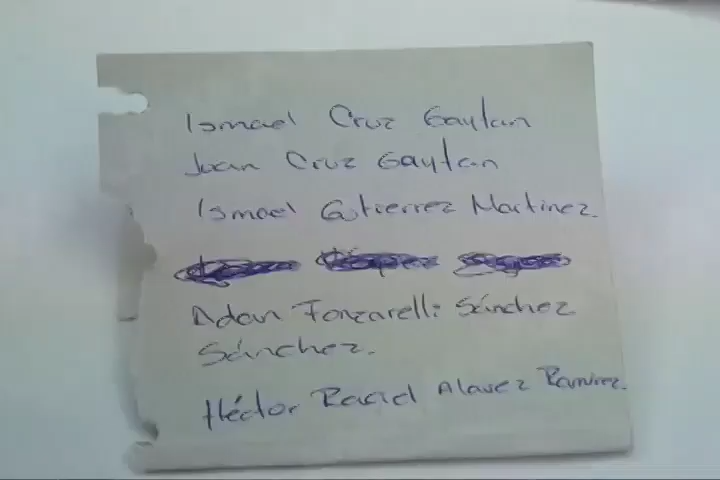 Ismael Cruz Gaytan
Juan Cruz Gaytan
Ismael Gutierrez Martinez.
Adan Fonzarelli Sánchez
Sánchez.
Héctor Raciel Alavez Ramirez.